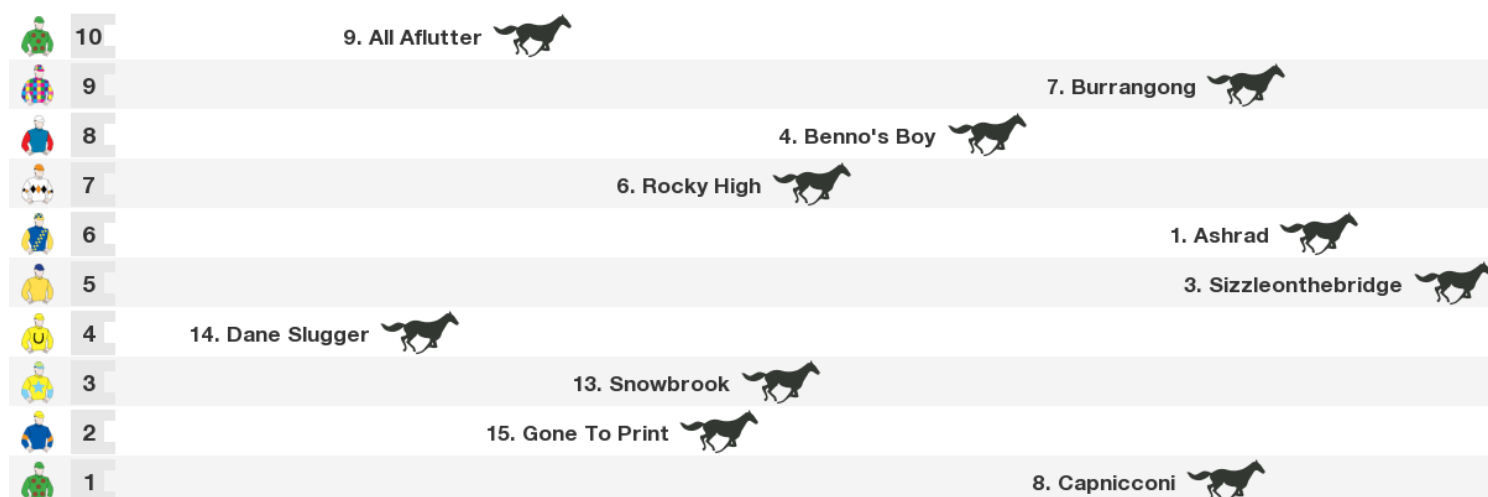 10 9. All Aflutter
9 7. Burrangong
8 4. Benno's Boy
7 6. Rocky High
6 1. Ashrad
5 3. Sizzleonthebridge
4 14. Dane Slugger
3 13. Snowbrook
2 15. Gone To Print
1 8. Capnicconi